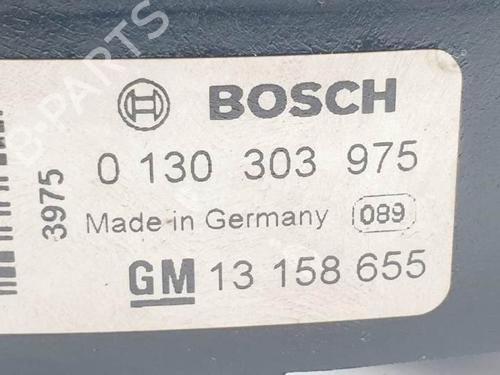 BOSCH
0 130 303 975
3975
Made in Germany 089
GM 13 158 655
B-PARTS